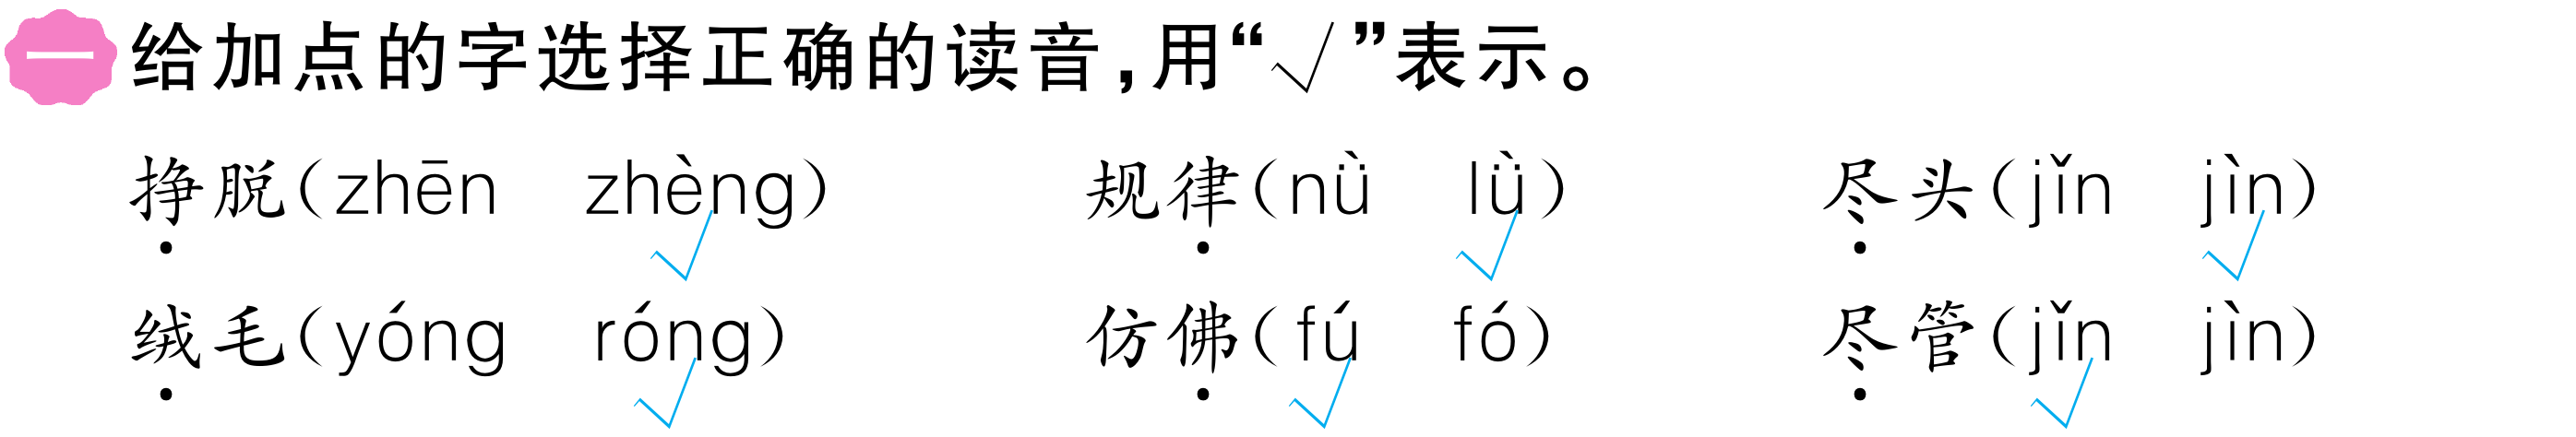 一 给加点的字选择正确的读音,用“√”表示。
挣脱(zhēn zhèng) 规律(nǜ lǜ) 尽头(jǐn jìn)
√ √ √
绒毛(yóng róng) 仿佛(fú fó) 尽管(jǐn jìn)
√ √ √